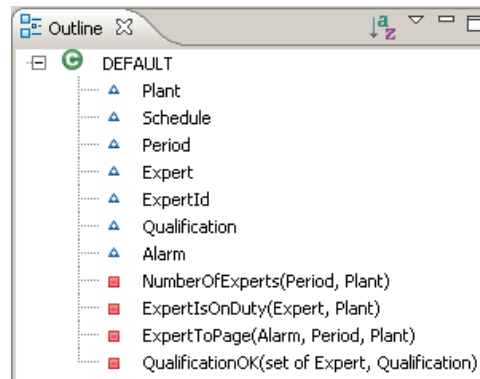 Outline
DEFAULT
Plant
Schedule
Period
Expert
ExpertId
Qualification
Alarm
NumberOfExperts(Period, Plant)
ExpertIsOnDuty(Expert, Plant)
ExpertToPage(Alarm, Period, Plant)
QualificationOK(set of Expert, Qualification)